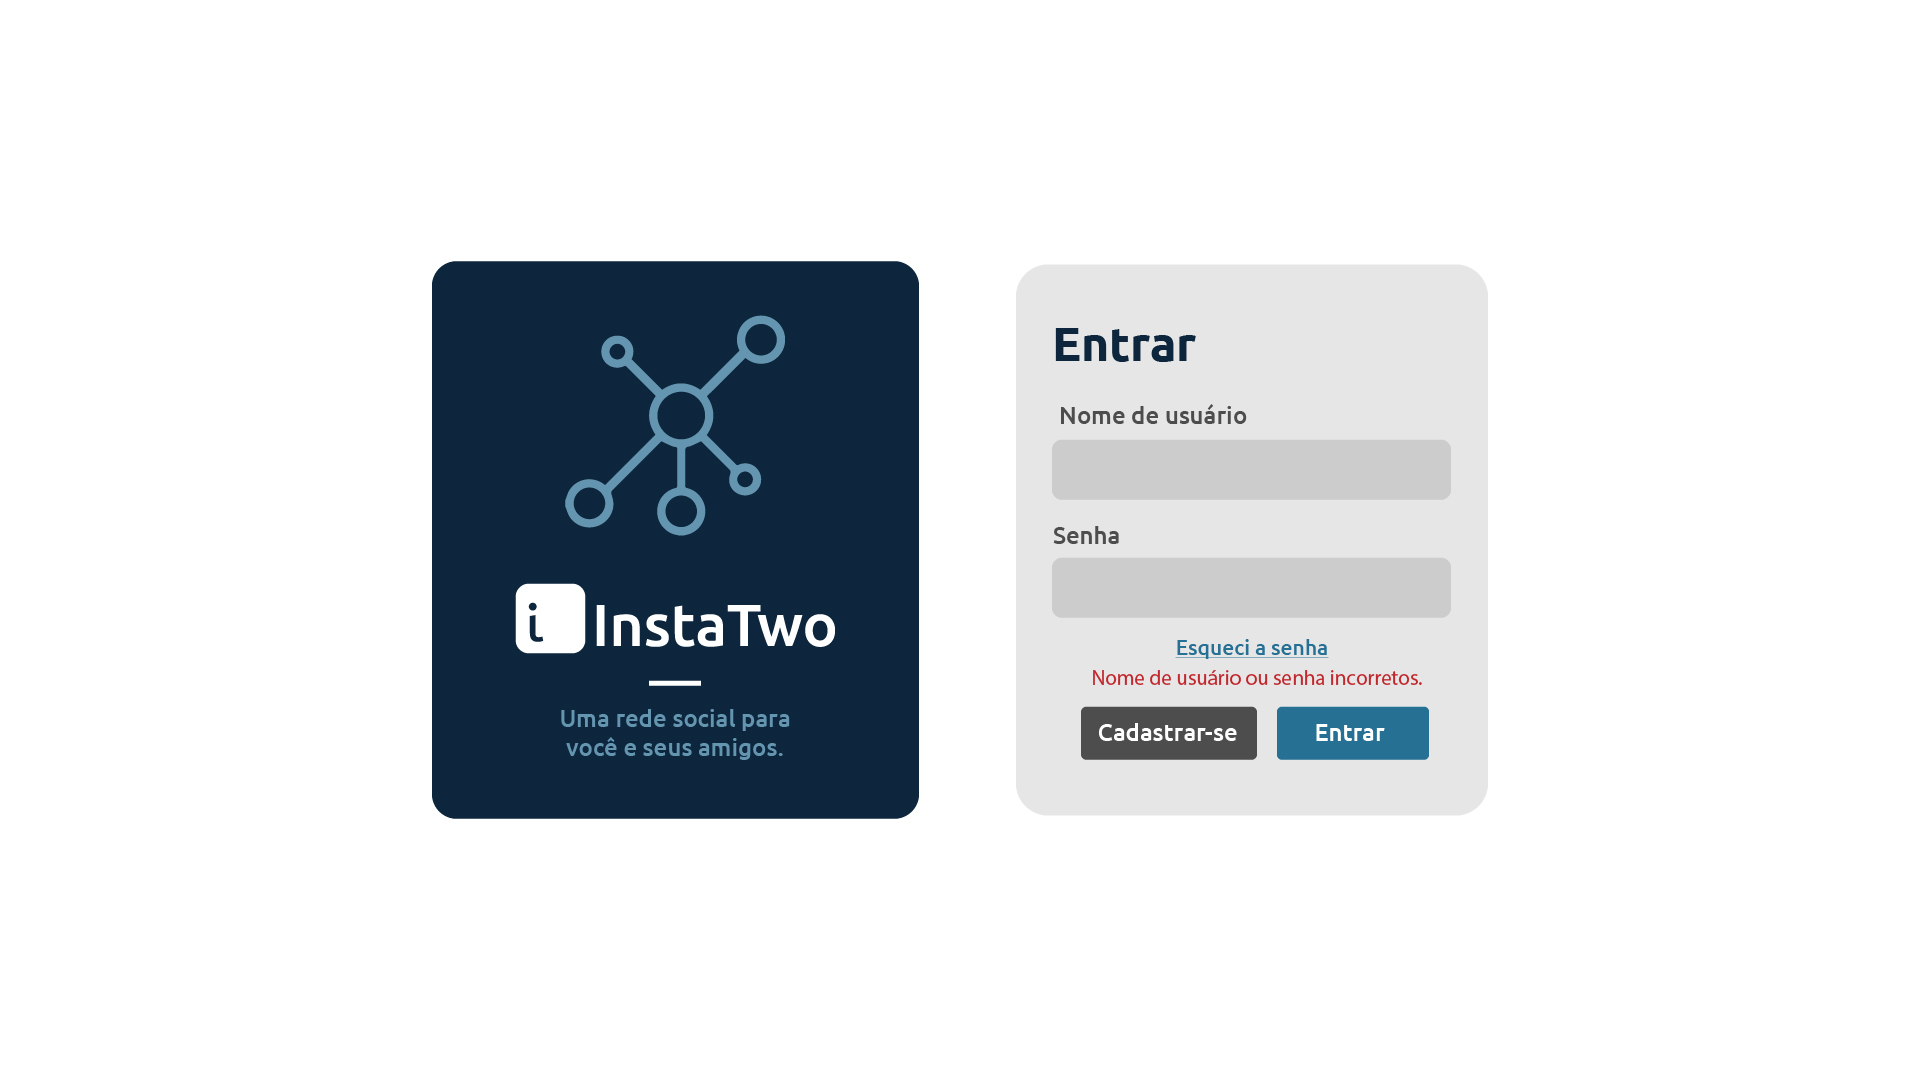 i InstaTwo
Uma rede social para
você e seus amigos.
Entrar
Nome de usuário
Senha
Esqueci a senha
Nome de usuário ou senha incorretos.
Cadastrar-se Entrar